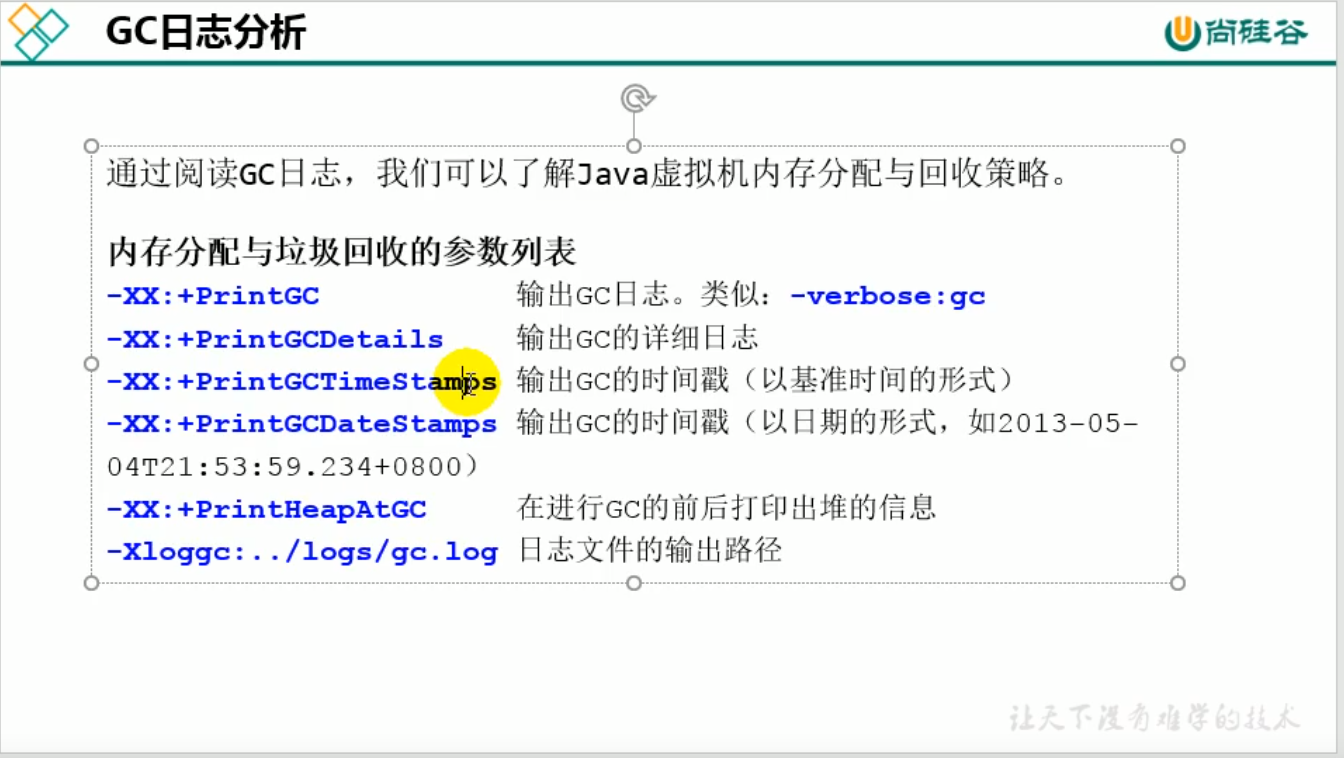 GC日志分析
尚硅谷
通过阅读GC日志，我们可以了解Java虚拟机内存分配与回收策略。
内存分配与垃圾回收的参数列表
-XX:+PrintGC 输出GC日志。类似：-verbose:gc
-XX:+PrintGCDetails 输出GC的详细日志
-XX:+PrintGCTimeStamps 输出GC的时间戳（以基准时间的形式）
-XX:+PrintGCDateStamps 输出GC的时间戳（以日期的形式，如2013-05-
04T21:53:59.234+0800）
-XX:+PrintHeapAtGC 在进行GC的前后打印出堆的信息
-Xloggc:../logs/gc.log 日志文件的输出路径
让天下没有难学的技术